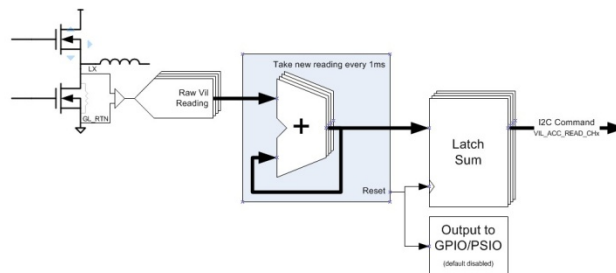 Take new reading every 1ms
LX
Raw Vil
Reading
GL_RTN
+
Latch
Sum
I2C Command
VIL_ACC_READ_CHx
Reset
Output to
GPIO/PSIO
(default disabled)